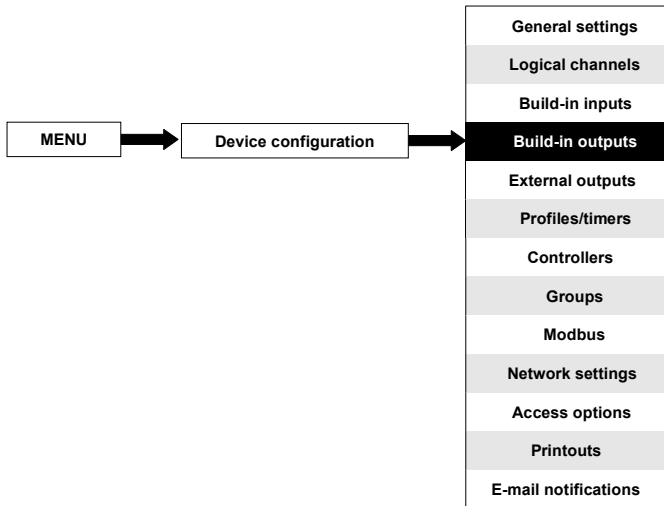 General settings
Logical channels
Build-in inputs
MENU
Device configuration
Build-in outputs
External outputs
Profiles/timers
Controllers
Groups
Modbus
Network settings
Access options
Printouts
E-mail notifications